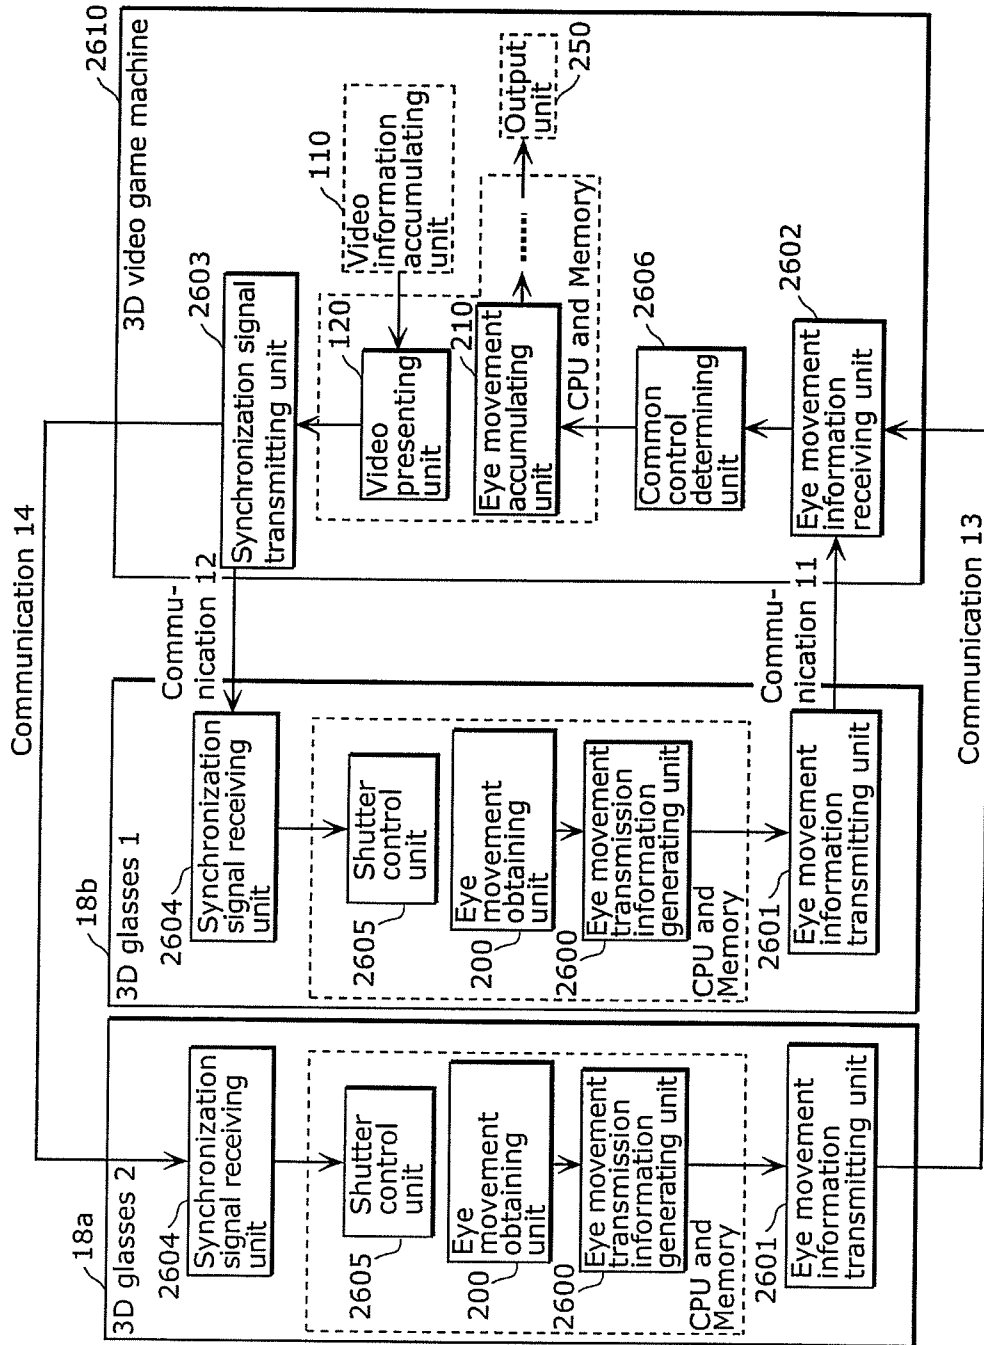 18a
3D glasses 2
2604
Synchronization
signal receiving
unit
Shutter
control
unit
2605
Eye
movement
obtaining
unit
200
Eye movement
transmission
information
generating unit
2600
CPU and
Memory
2601
Eye movement
information
transmitting unit
18b
3D glasses 1
2604
Synchronization
signal receiving
unit
Shutter
control
unit
2605
Eye
movement
obtaining
unit
200
Eye movement
transmission
information
generating unit
2600
CPU and
Memory
2601
Eye movement
information
transmitting unit
Communication 14
Commu-
nication 12
Commu-
nication 11
Communication 13
3D video game machine
2610
2603
Synchronization signal
transmitting unit
120
Video
presenting
unit
110
Video
information
accumulating
unit
210
Eye movement
accumulating
unit
CPU and Memory
Output
unit
250
2606
Common
control
determining
unit
2602
Eye movement
information
receiving unit